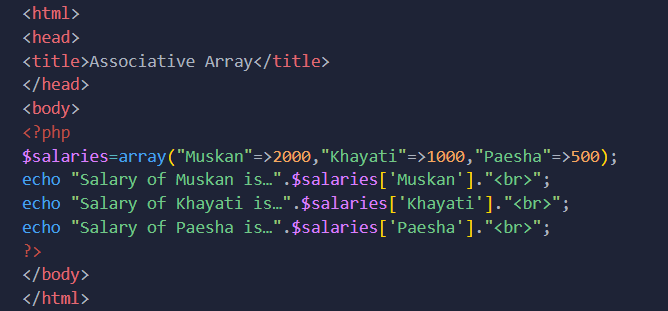 <html>
<head>
<title>Associative Array</title>
</head>
<body>
<?php
$salaries=array("Muskan"=>2000,"Khayati"=>1000,"Paesha"=>500);
echo "Salary of Muskan is…".$salaries['Muskan']."<br>";
echo "Salary of Khayati is…".$salaries['Khayati']."<br>";
echo "Salary of Paesha is…".$salaries['Paesha']."<br>";
?>
</body>
</html>